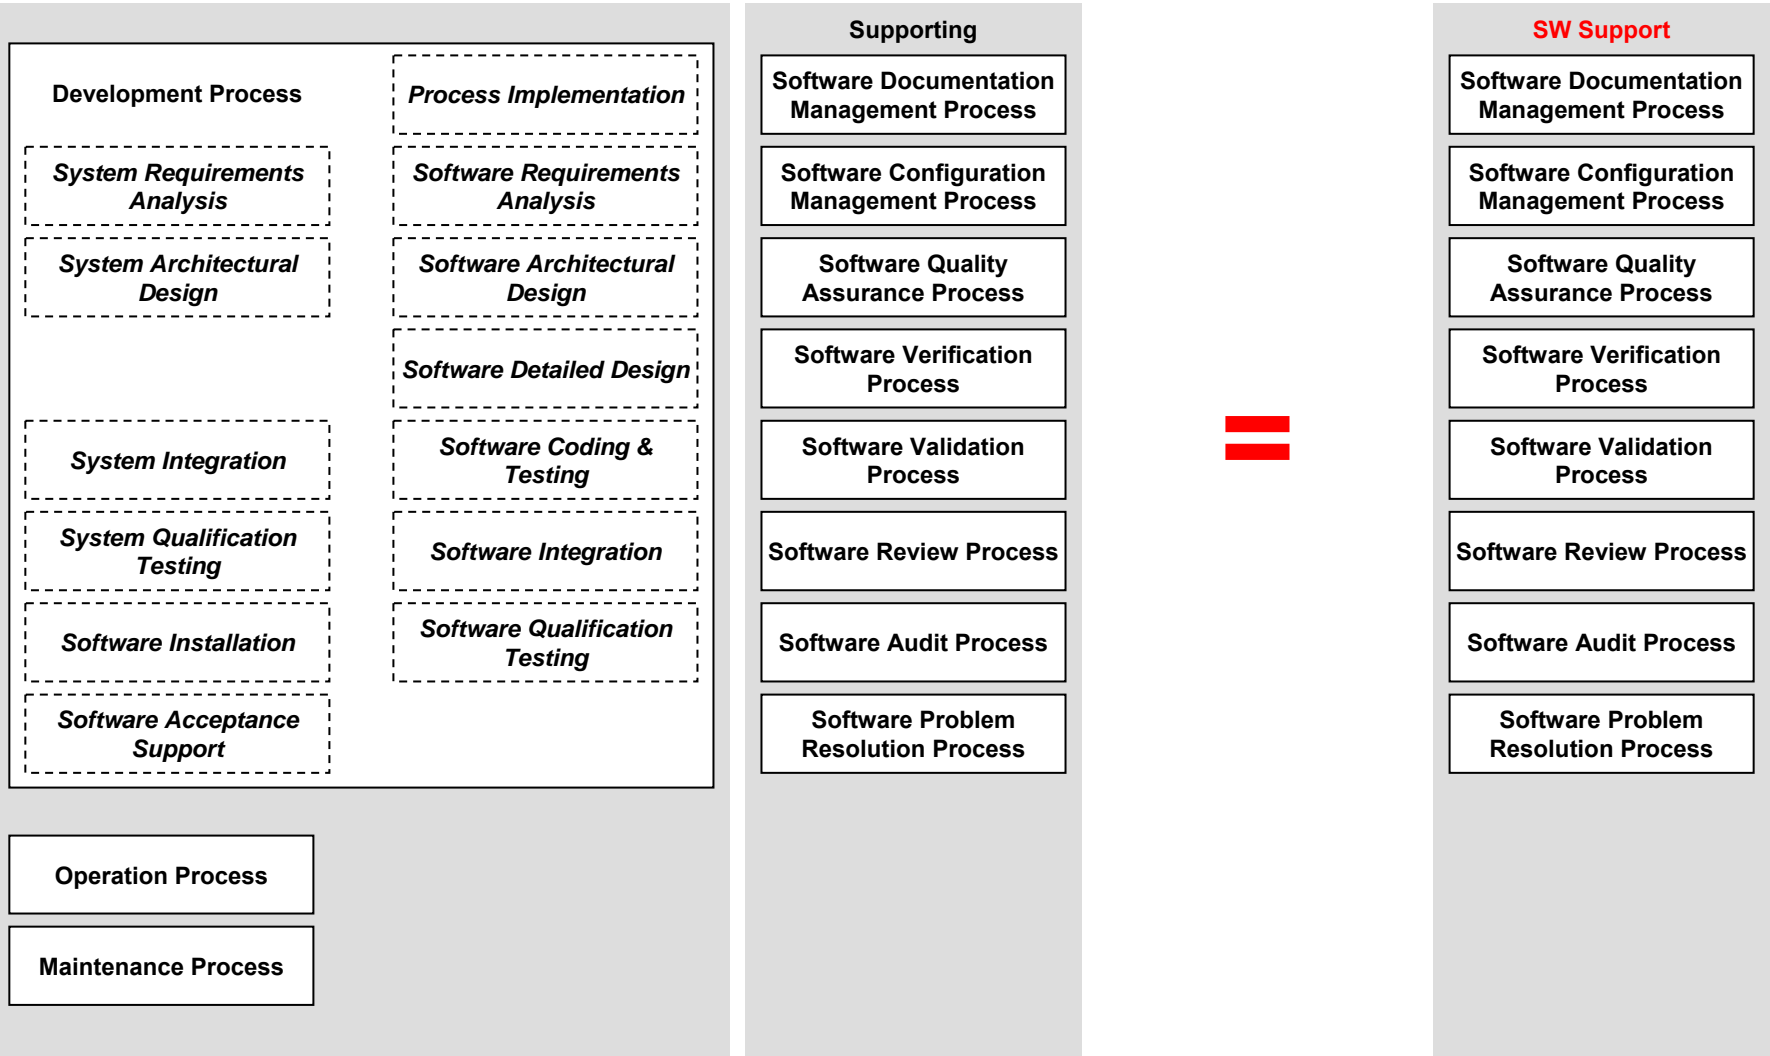 Development Process
Process Implementation
System Requirements
Analysis
Software Requirements
Analysis
System Architectural
Design
Software Architectural
Design
Software Detailed Design
System Integration
Software Coding &
Testing
System Qualification
Testing
Software Integration
Software Installation
Software Qualification
Testing
Software Acceptance
Support
Operation Process
Maintenance Process
Supporting
Software Documentation
Management Process
Software Configuration
Management Process
Software Quality
Assurance Process
Software Verification
Process
Software Validation
Process
Software Review Process
Software Audit Process
Software Problem
Resolution Process
=
SW Support
Software Documentation
Management Process
Software Configuration
Management Process
Software Quality
Assurance Process
Software Verification
Process
Software Validation
Process
Software Review Process
Software Audit Process
Software Problem
Resolution Process